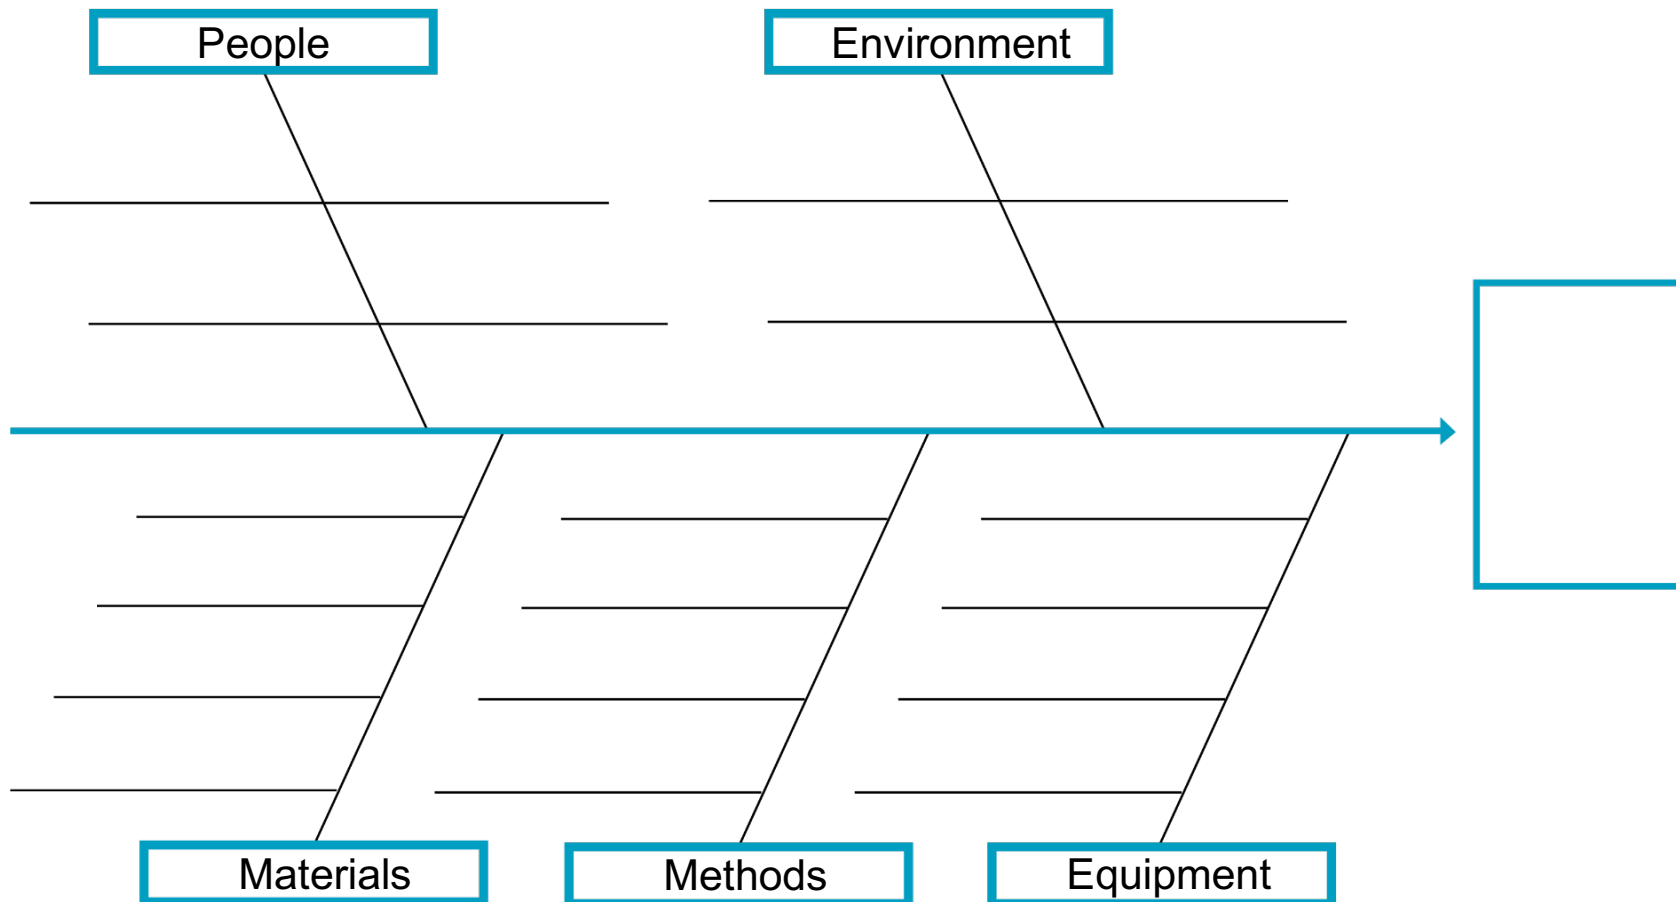 People
Environment
Materials
Methods
Equipment